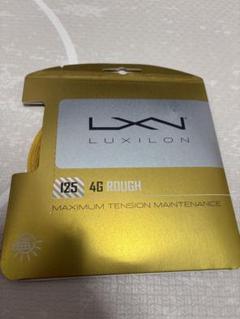 LXN
LUXILON
125 4G ROUGH
MAXIMUM TENSION MAINTENANCE